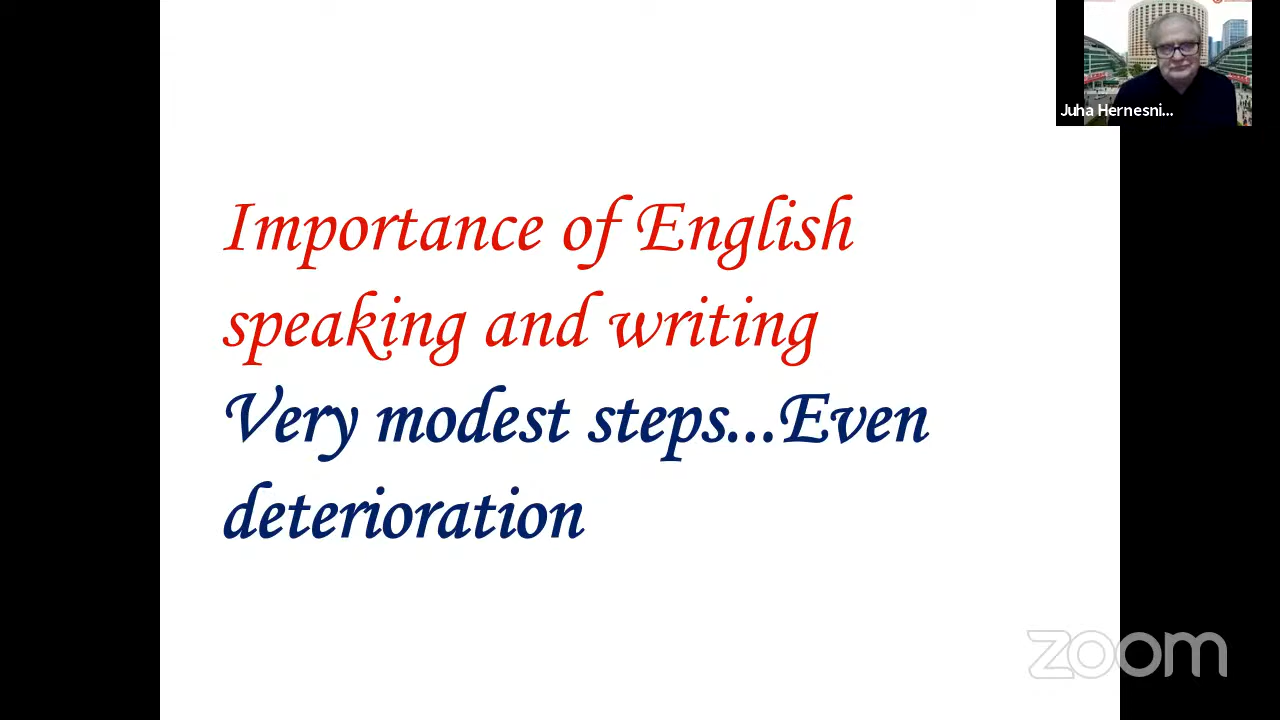 Juha Hernesni...
Importance of English
speaking and writing
Very modest steps...Even
deterioration
zoom